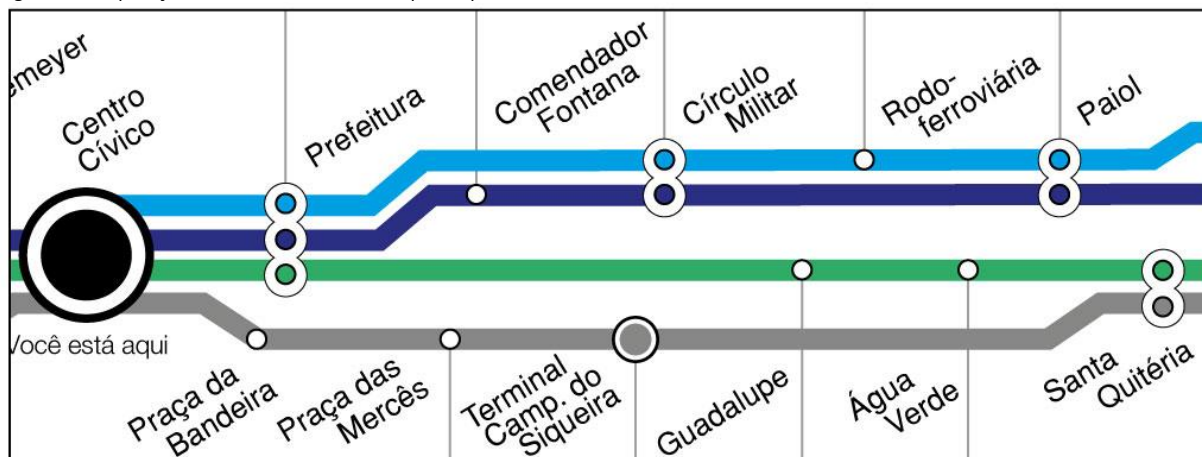 emeyer
Centro
Cívico
Prefeitura
Comendador
Fontana
Círculo
Militar
Rodo-
ferroviária
Paiol
Você está aqui
Praça da
Bandeira
Praça das
Mercês
Terminal
Camp. do
Siqueira
Guadalupe
Água
Verde
Santa
Quitéria